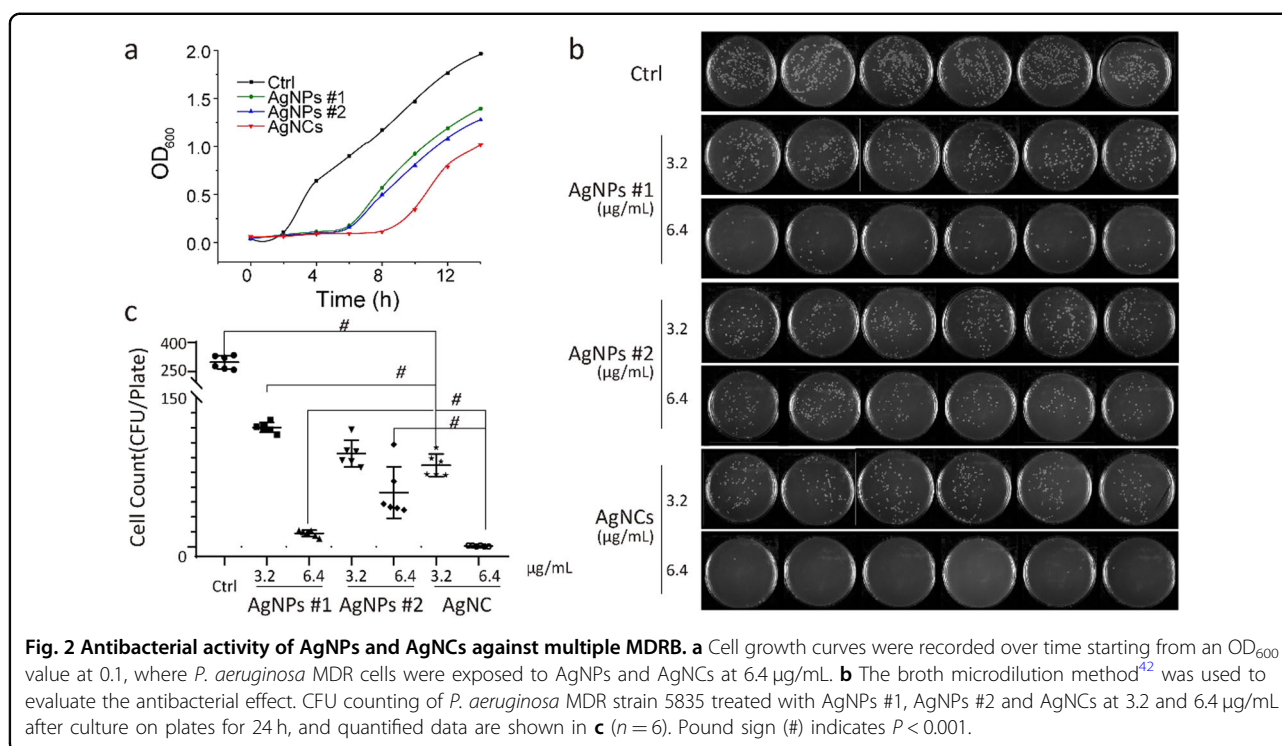 a
2.0
1.5
1.0
0.5
0.0
OD600
Ctrl
AgNPs #1
AgNPs #2
AgNCs
0 4 8 12
Time (h)
b
Ctrl
AgNPs #1
(µg/mL)
3.2
6.4
AgNPs #2
(µg/mL)
3.2
6.4
AgNCs
(µg/mL)
3.2
6.4
c
Cell Count(CFU/Plate)
400
250
150
0
#
#
#
#
Ctrl
3.2 6.4 3.2 6.4 3.2 6.4 µg/mL
AgNPs #1 AgNPs #2 AgNC
Fig. 2 Antibacterial activity of AgNPs and AgNCs against multiple MDRB. a Cell growth curves were recorded over time starting from an OD600
value at 0.1, where P. aeruginosa MDR cells were exposed to AgNPs and AgNCs at 6.4 µg/mL. b The broth microdilution method42 was used to
evaluate the antibacterial effect. CFU counting of P. aeruginosa MDR strain 5835 treated with AgNPs #1, AgNPs #2 and AgNCs at 3.2 and 6.4 µg/mL
after culture on plates for 24 h, and quantified data are shown in c (n = 6). Pound sign (#) indicates P < 0.001.